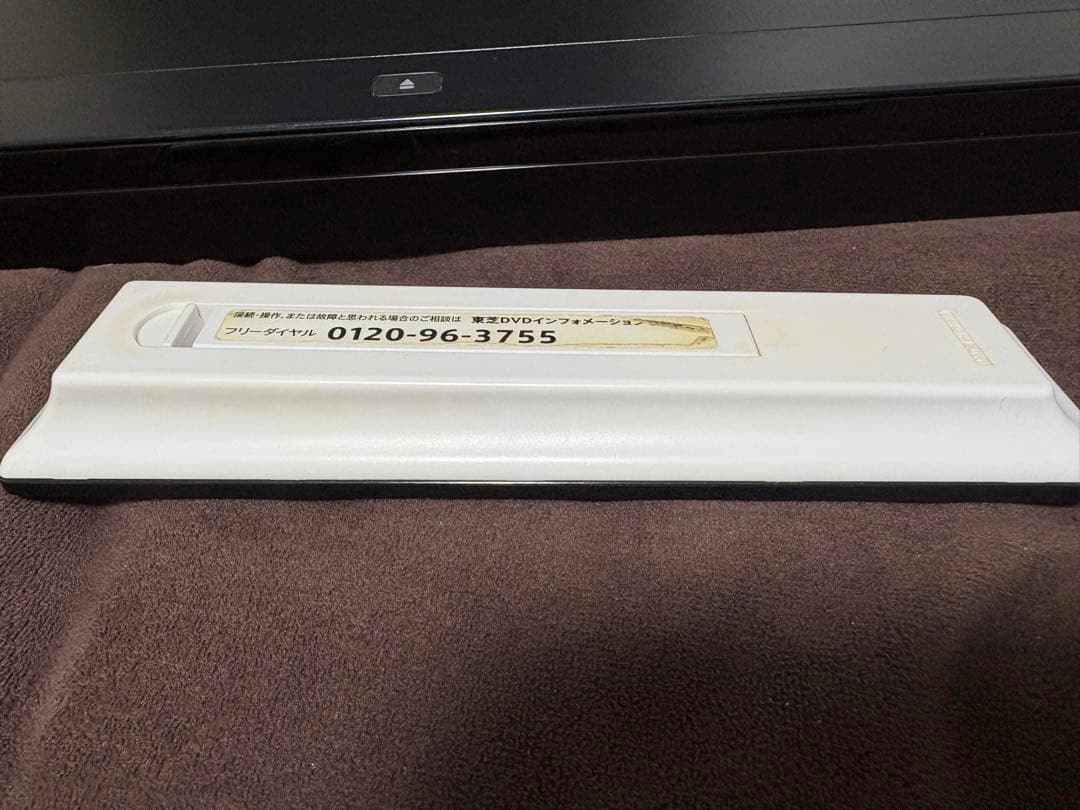 接続・操作、または故障と思われる場合のご相談は 東芝DVDインフォメーション
フリーダイヤル 0120-96-3755